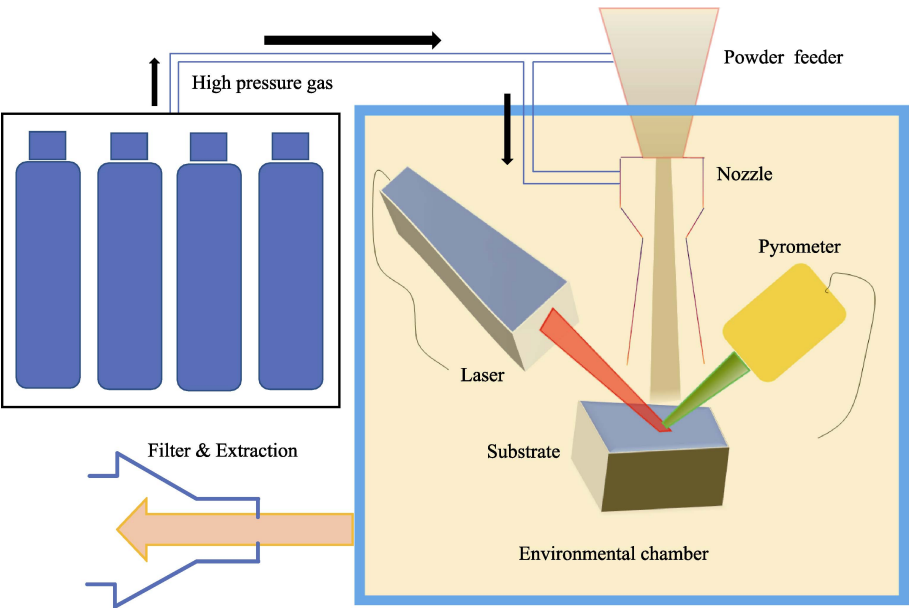 Powder feeder
High pressure gas
Nozzle
Pyrometer
Laser
Filter & Extraction
Substrate
Environmental chamber